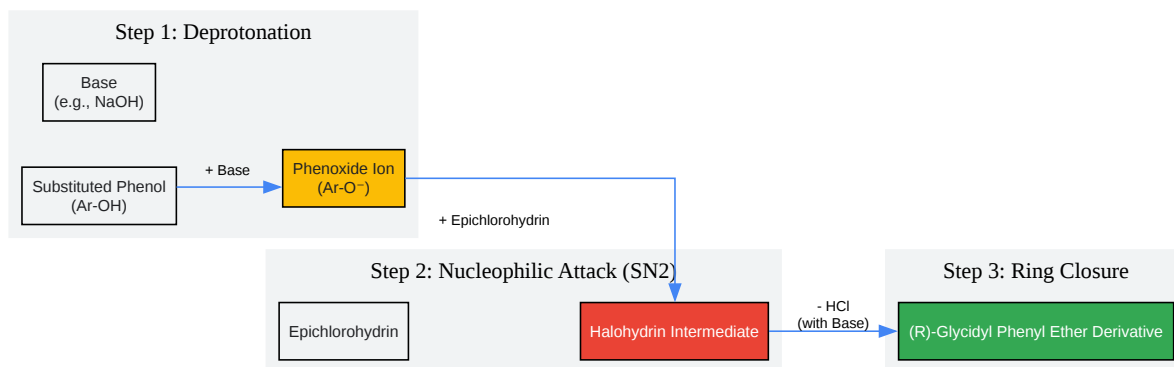 Step 1: Deprotonation
Base
(e.g., NaOH)
Substituted Phenol
(Ar-OH)
+ Base
Phenoxide Ion
(Ar-O⁻)
+ Epichlorohydrin
Step 2: Nucleophilic Attack (SN2)
Epichlorohydrin
Halohydrin Intermediate
- HCl
(with Base)
Step 3: Ring Closure
(R)-Glycidyl Phenyl Ether Derivative